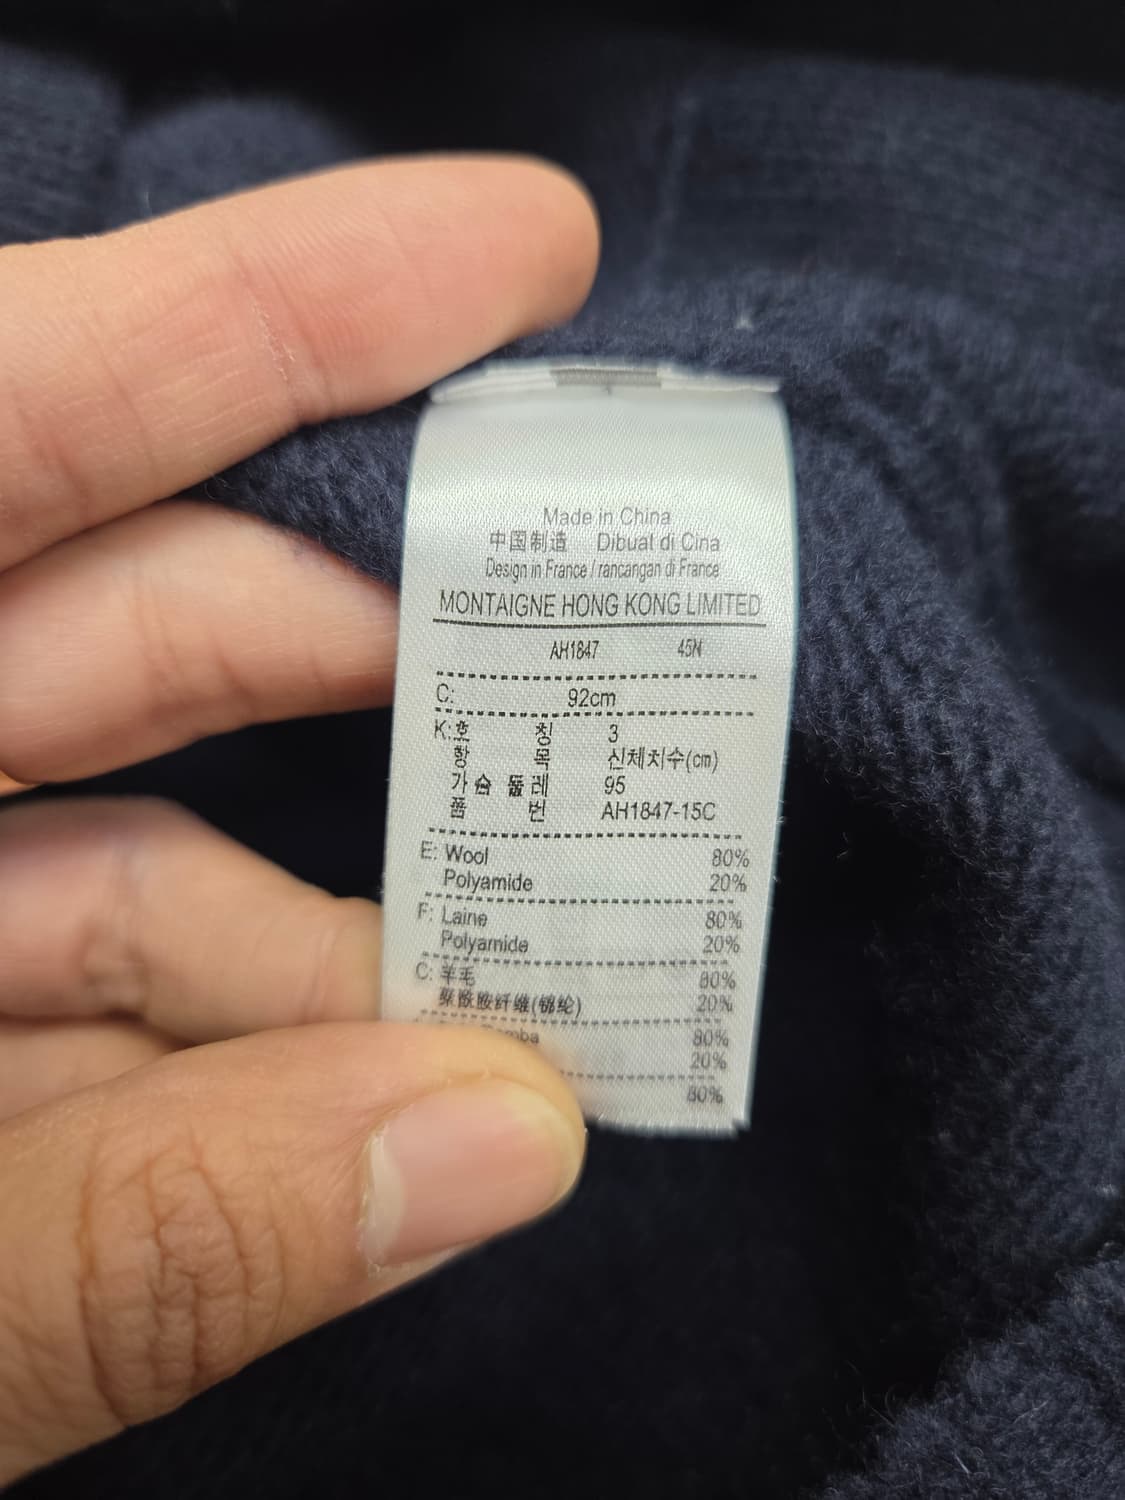 Made in China
中国制造 Dibuat di Cina
Design in France / rancangan di France
MONTAIGNE HONG KONG LIMITED
AH1847 45N
C: 92cm
K:호 칭 3
항 목 신체치수(cm)
가슴 둘레 95
품 번 AH1847-15C
E: Wool 80%
Polyamide 20%
F: Laine 80%
Polyamide 20%
C: 羊毛 80%
聚酰胺纤维(锦纶) 20%
80%
20%
80%